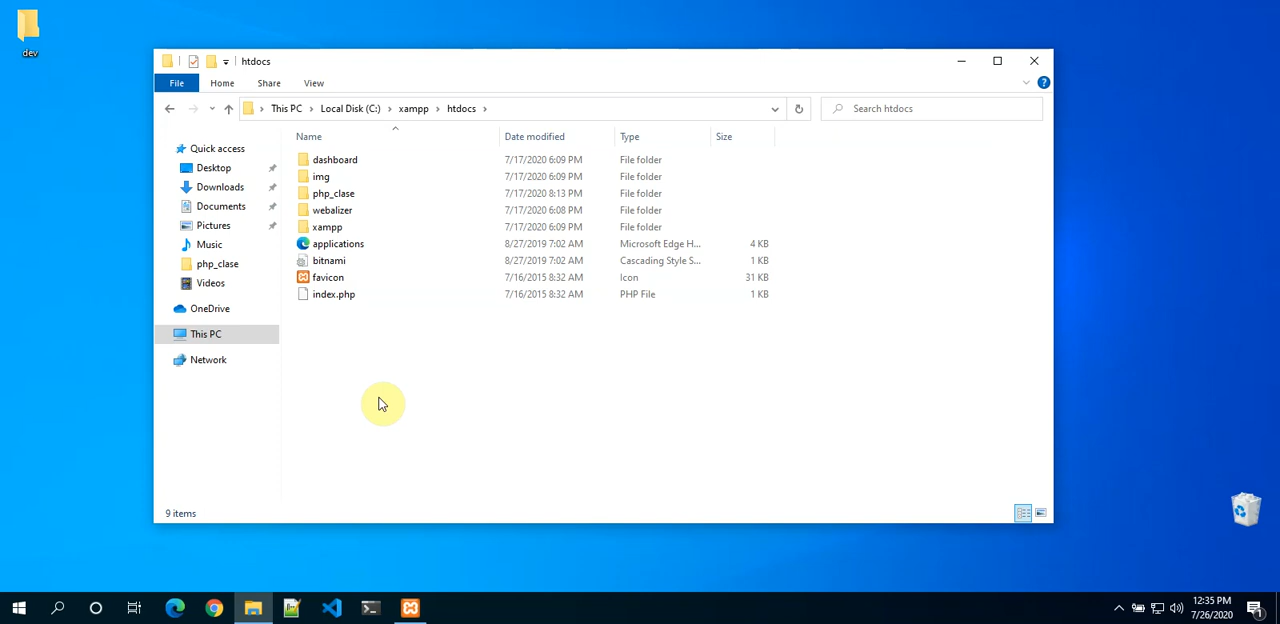 dev
htdocs
File Home Share View
This PC Local Disk (C:) xampp htdocs Search htdocs
Name Date modified Type Size
Quick access
Desktop
Downloads
Documents
Pictures
Music
php_clase
Videos
OneDrive
This PC
Network
dashboard 7/17/2020 6:09 PM File folder
img 7/17/2020 6:09 PM File folder
php_clase 7/17/2020 8:13 PM File folder
webalizer 7/17/2020 6:08 PM File folder
xampp 7/17/2020 6:09 PM File folder
applications 8/27/2019 7:02 AM Microsoft Edge H... 4 KB
bitnami 8/27/2019 7:02 AM Cascading Style S... 1 KB
favicon 7/16/2015 8:32 AM Icon 31 KB
index.php 7/16/2015 8:32 AM PHP File 1 KB
9 items
12:35 PM
7/26/2020
1